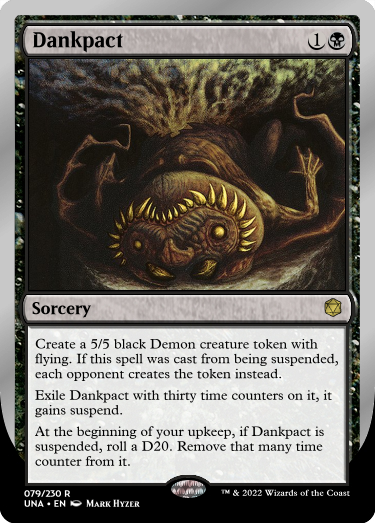 Dankpact 1
Sorcery
Create a 5/5 black Demon creature token with
flying. If this spell was cast from being suspended,
each opponent creates the token instead.
Exile Dankpact with thirty time counters on it, it
gains suspend.
At the beginning of your upkeep, if Dankpact is
suspended, roll a D20. Remove that many time
counter from it.
079/230 R
UNA • EN Mark Hyzer
™ & © 2022 Wizards of the Coast